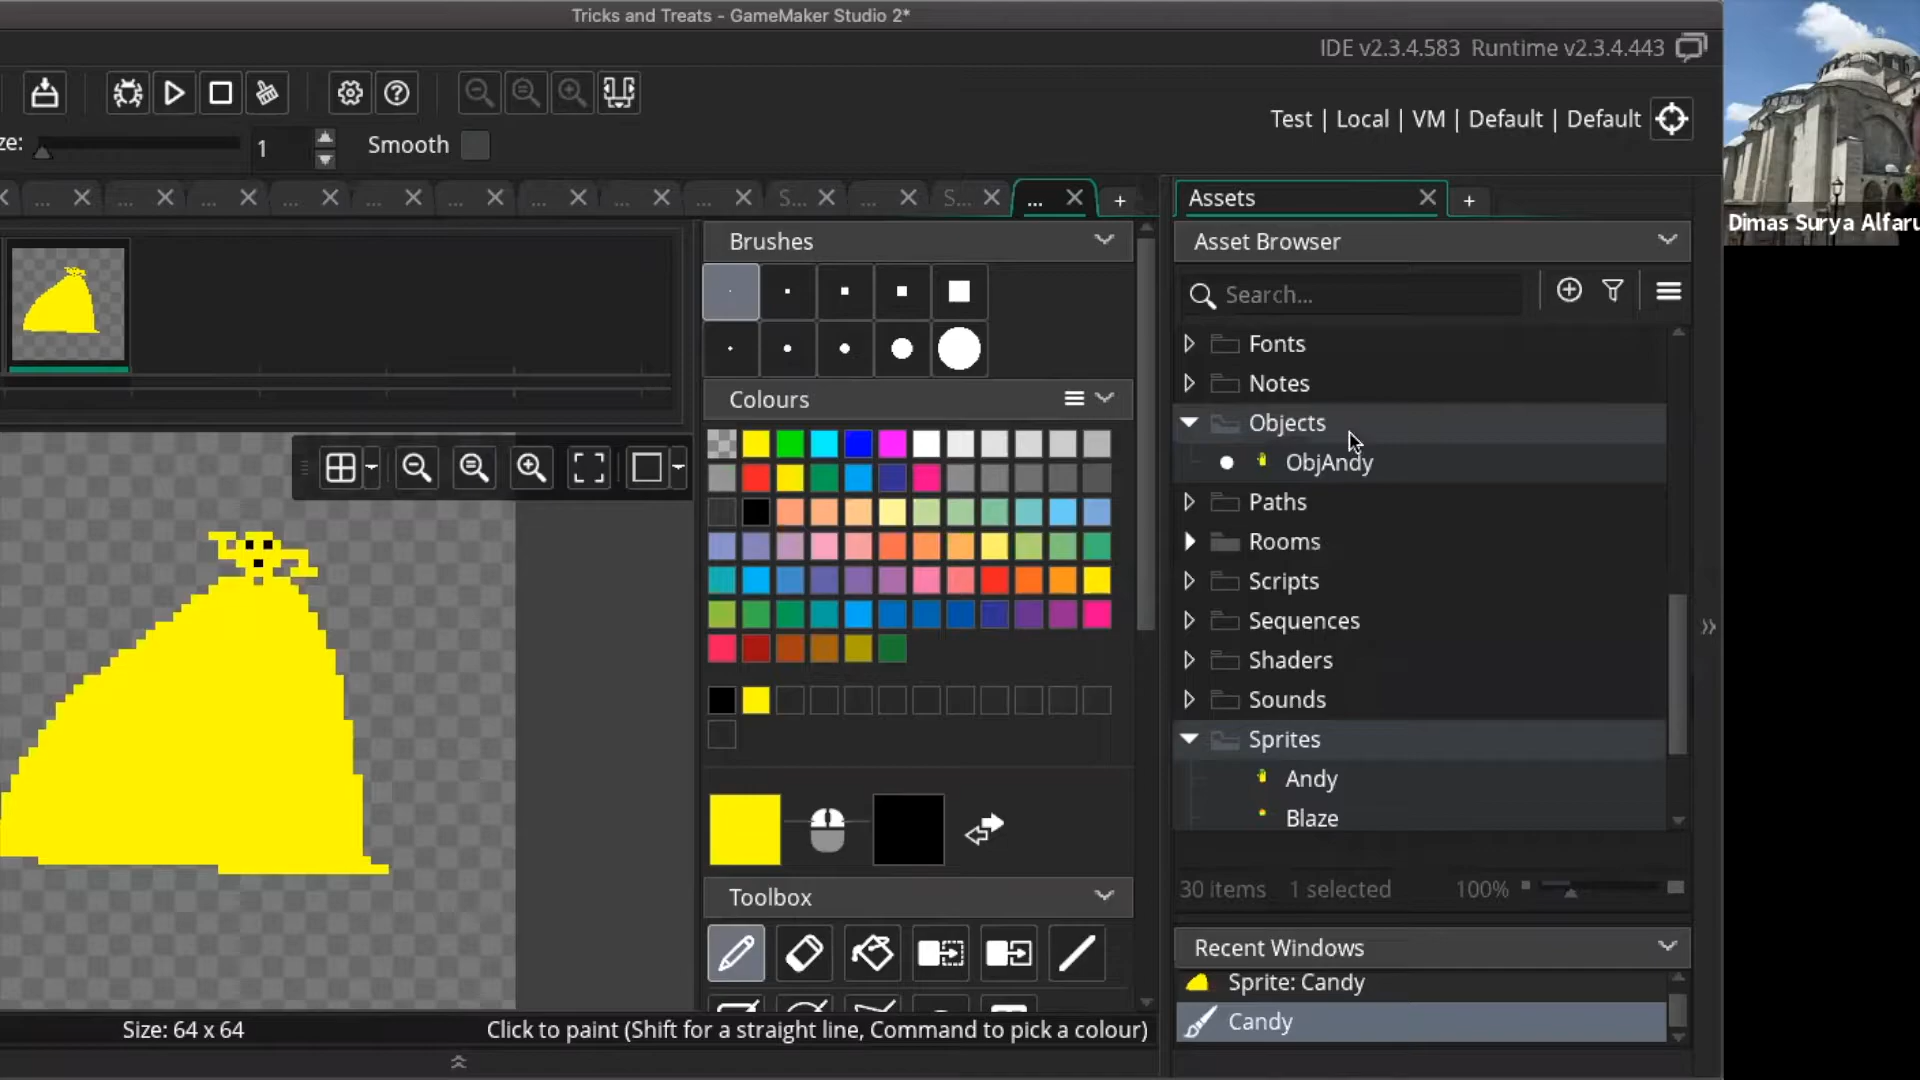 Tricks and Treats - GameMaker Studio 2*
IDE v2.3.4.583 Runtime v2.3.4.443
Test | Local | VM | Default | Default
ze:
1
Smooth
...
...
...
...
...
...
...
...
...
S...
...
S...
...
Assets
Dimas Surya Alfaru
Brushes
Asset Browser
Search...
Fonts
Notes
Colours
Objects
ObjAndy
Paths
Rooms
Scripts
Sequences
Shaders
Sounds
Sprites
Andy
Blaze
30 items 1 selected 100%
Toolbox
Recent Windows
Sprite: Candy
Candy
Size: 64 x 64
Click to paint (Shift for a straight line, Command to pick a colour)